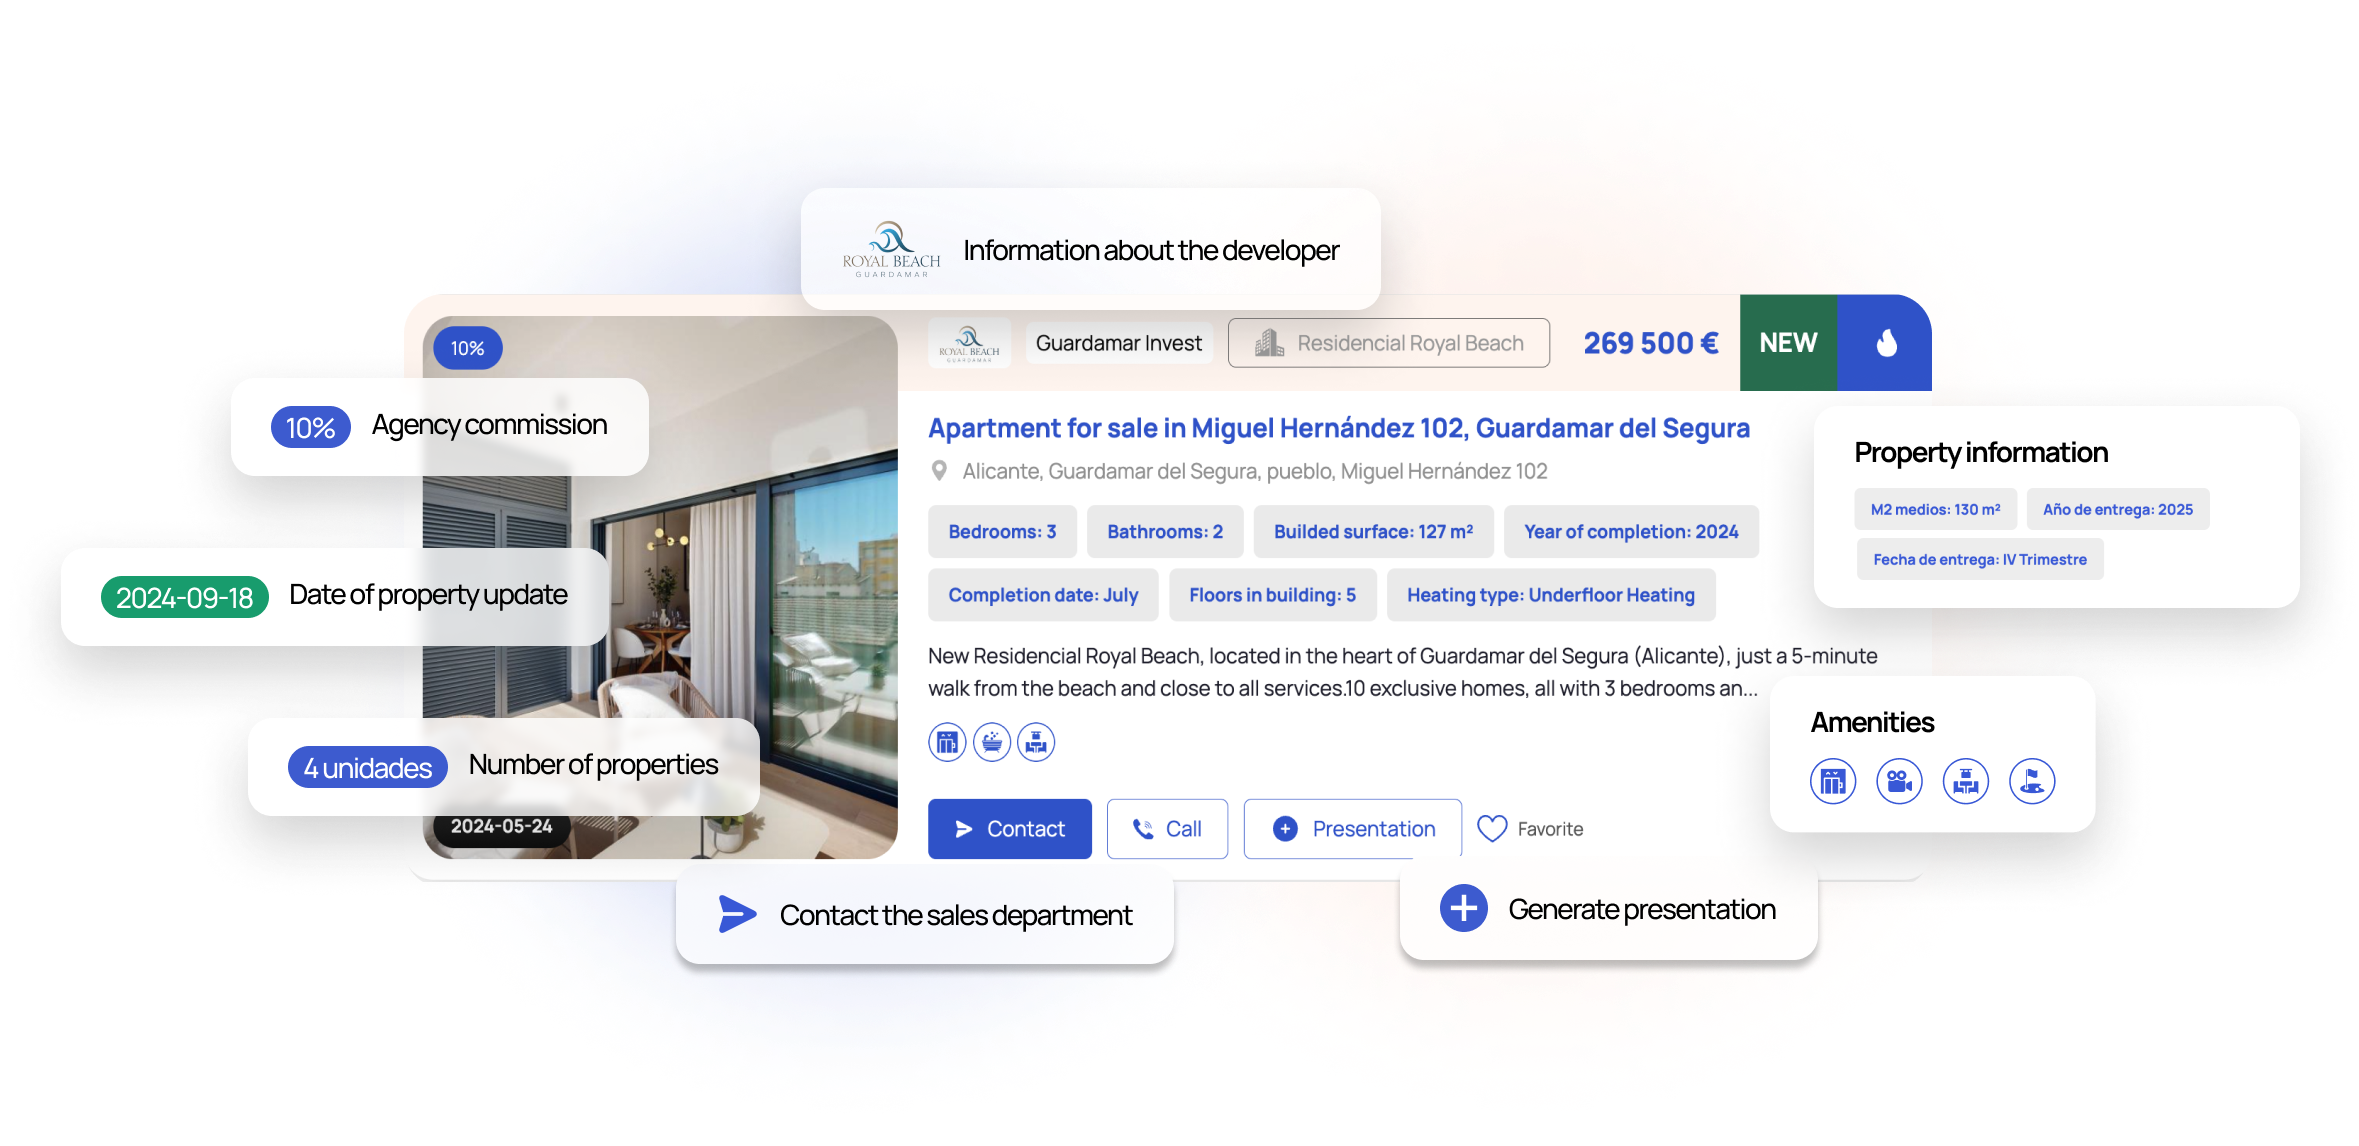 ROYAL BEACH
GUARDAMAR
Information about the developer
10%
ROYAL BEACH
GUARDAMAR
Guardamar Invest
Residencial Royal Beach
269 500 €
NEW
10%
Agency commission
Apartment for sale in Miguel Hernández 102, Guardamar del Segura
Alicante, Guardamar del Segura, pueblo, Miguel Hernández 102
Property information
M2 medios: 130 m²
Año de entrega: 2025
Fecha de entrega: IV Trimestre
Bedrooms: 3
Bathrooms: 2
Builded surface: 127 m²
Year of completion: 2024
2024-09-18
Date of property update
Completion date: July
Floors in building: 5
Heating type: Underfloor Heating
New Residencial Royal Beach, located in the heart of Guardamar del Segura (Alicante), just a 5-minute
walk from the beach and close to all services.10 exclusive homes, all with 3 bedrooms an...
Amenities
4 unidades
Number of properties
2024-05-24
Contact
Call
Presentation
Favorite
Contact the sales department
Generate presentation